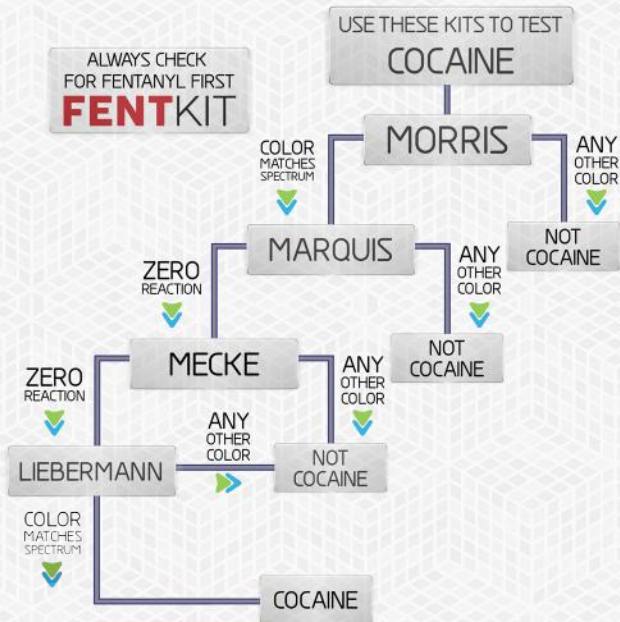 USE THESE KITS TO TEST
COCAINE
ALWAYS CHECK
FOR FENTANYL FIRST
FENTKIT
MORRIS
COLOR
MATCHES
SPECTRUM
ANY
OTHER
COLOR
NOT
COCAINE
MARQUIS
ZERO
REACTION
ANY
OTHER
COLOR
NOT
COCAINE
MECKE
ZERO
REACTION
ANY
OTHER
COLOR
ANY
OTHER
COLOR
NOT
COCAINE
LIEBERMANN
COLOR
MATCHES
SPECTRUM
COCAINE